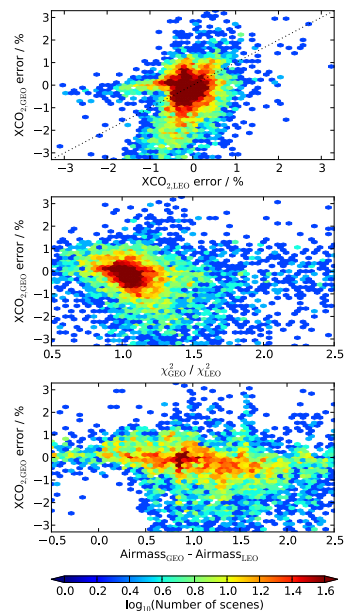 3
2
1
0
−1
−2
−3
XCO2,GEO error / %
−3 −2 −1 0 1 2 3
XCO2,LEO error / %
3
2
1
0
−1
−2
−3
XCO2,GEO error / %
0.5 1.0 1.5 2.0 2.5
χ²GEO / χ²LEO
3
2
1
0
−1
−2
−3
XCO2,GEO error / %
−0.5 0.0 0.5 1.0 1.5 2.0 2.5
AirmassGEO - AirmassLEO
0.0 0.2 0.4 0.6 0.8 1.0 1.2 1.4 1.6
log10(Number of scenes)